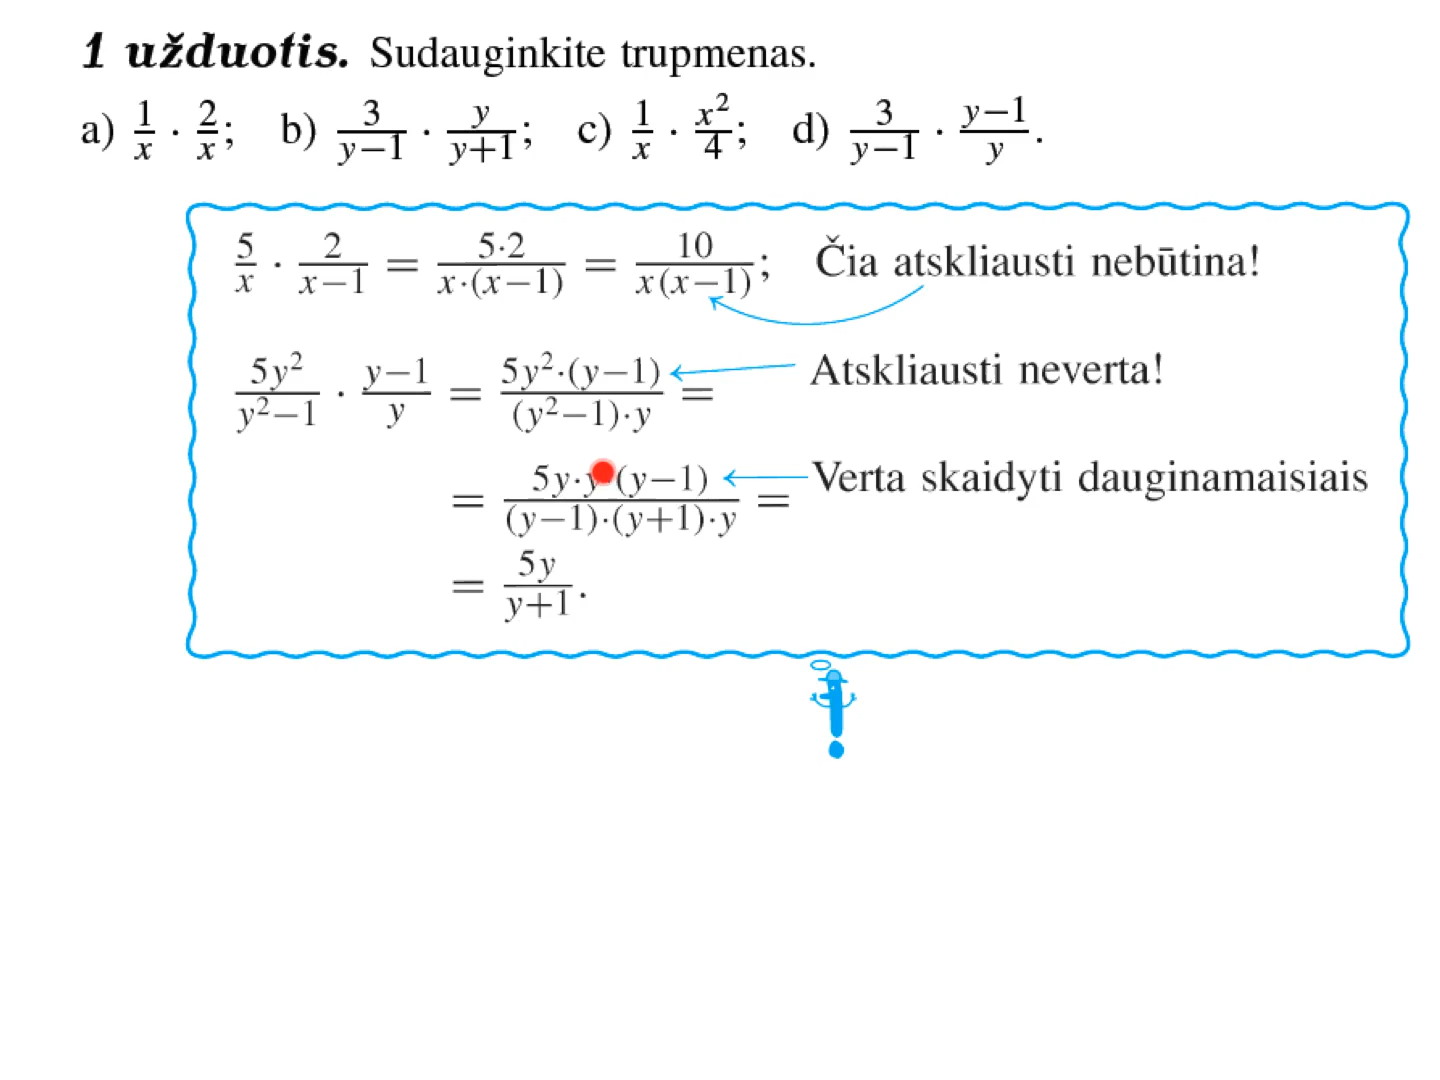 1 užduotis. Sudauginkite trupmenas.
a) 1/x · 2/x; b) 3/(y−1) · y/(y+1); c) 1/x · x²/4; d) 3/(y−1) · (y−1)/y.
5/x · 2/(x−1) = 5·2/(x·(x−1)) = 10/(x(x−1)); Čia atskliausti nebūtina!
5y²/(y²−1) · (y−1)/y = 5y²·(y−1)/((y²−1)·y) = Atskliausti neverta!
= 5y·y·(y−1)/((y−1)·(y+1)·y) = Verta skaidyti dauginamaisiais
= 5y/(y+1).